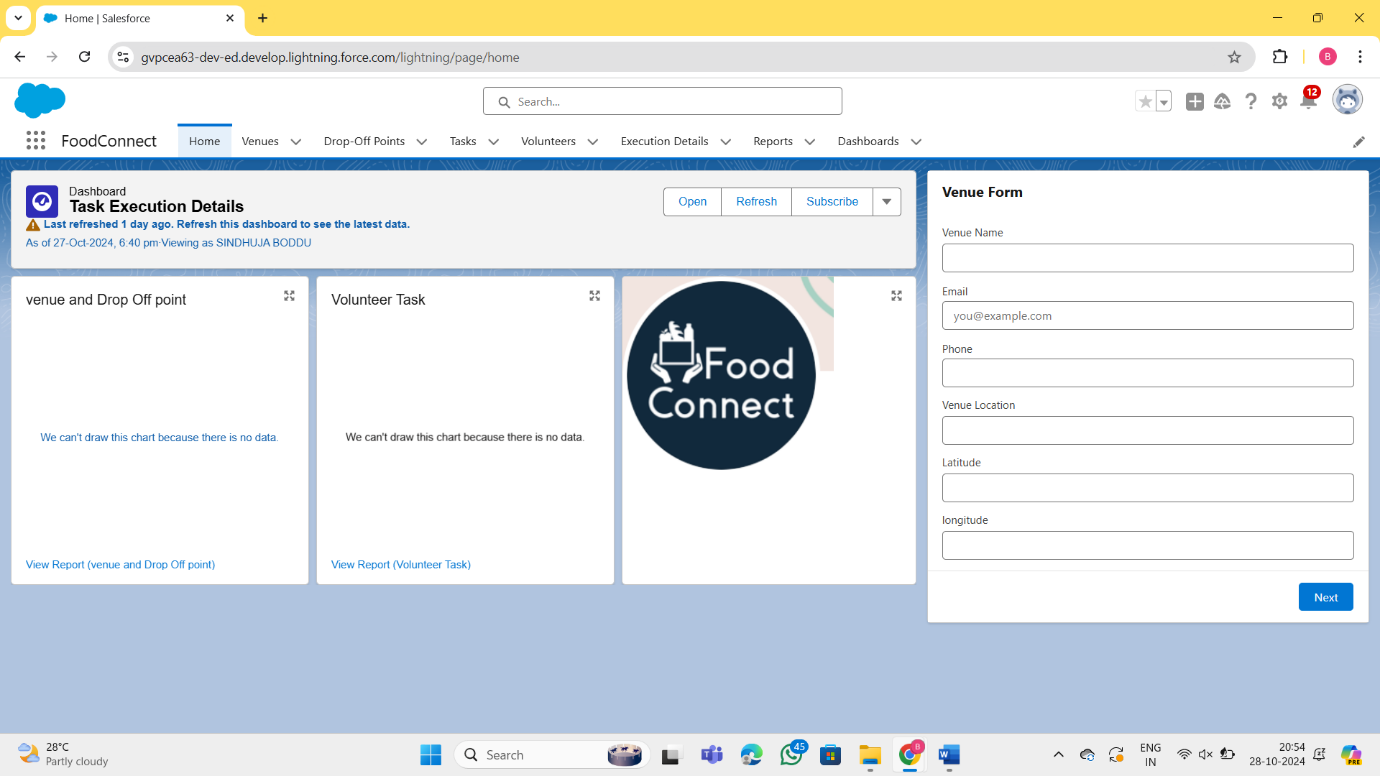 Home | Salesforce
gvpcea63-dev-ed.develop.lightning.force.com/lightning/page/home
B
Search...
12
FoodConnect
Home
Venues
Drop-Off Points
Tasks
Volunteers
Execution Details
Reports
Dashboards
Dashboard
Task Execution Details
Last refreshed 1 day ago. Refresh this dashboard to see the latest data.
As of 27-Oct-2024, 6:40 pm·Viewing as SINDHUJA BODDU
Open
Refresh
Subscribe
venue and Drop Off point
We can't draw this chart because there is no data.
View Report (venue and Drop Off point)
Volunteer Task
We can't draw this chart because there is no data.
View Report (Volunteer Task)
Food
Connect
Venue Form
Venue Name
Email
you@example.com
Phone
Venue Location
Latitude
longitude
Next
28°C
Partly cloudy
Search
45
B
ENG
IN
20:54
28-10-2024
PRE